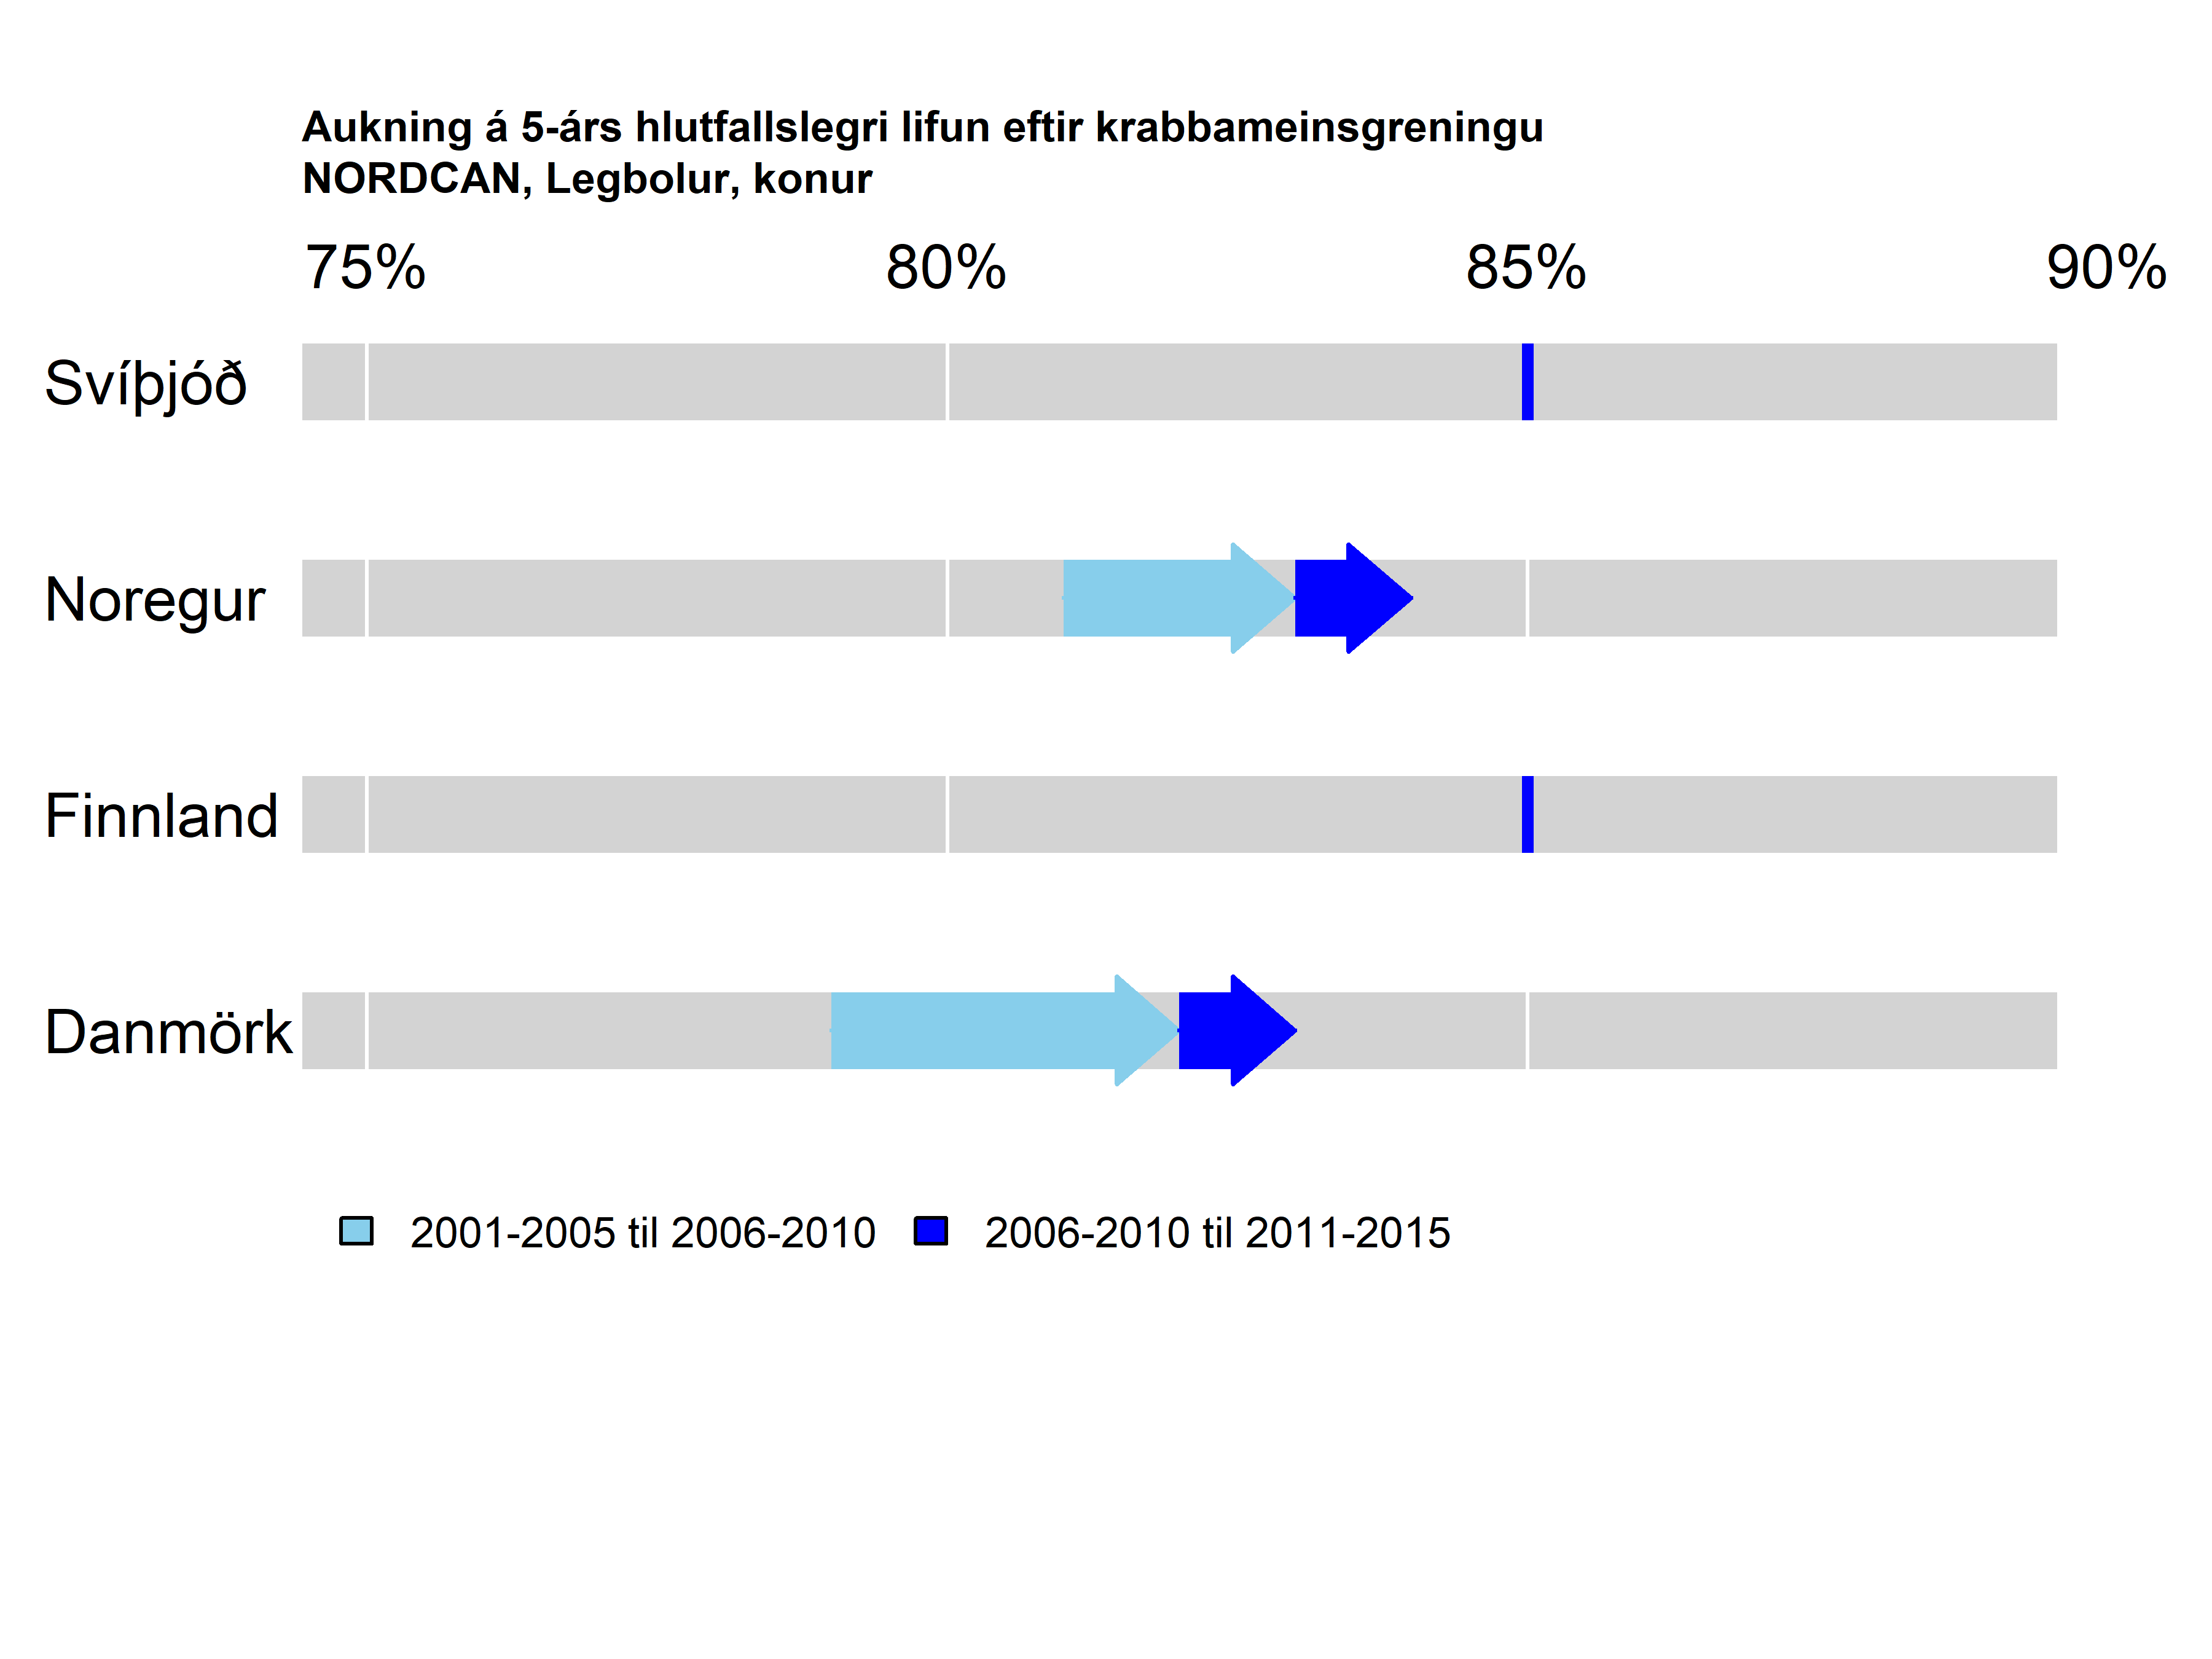 Aukning á 5-árs hlutfallslegri lifun eftir krabbameinsgreningu
NORDCAN, Legbolur, konur
75% 80% 85% 90%
Svíþjóð
Noregur
Finnland
Danmörk
2001-2005 til 2006-2010 2006-2010 til 2011-2015